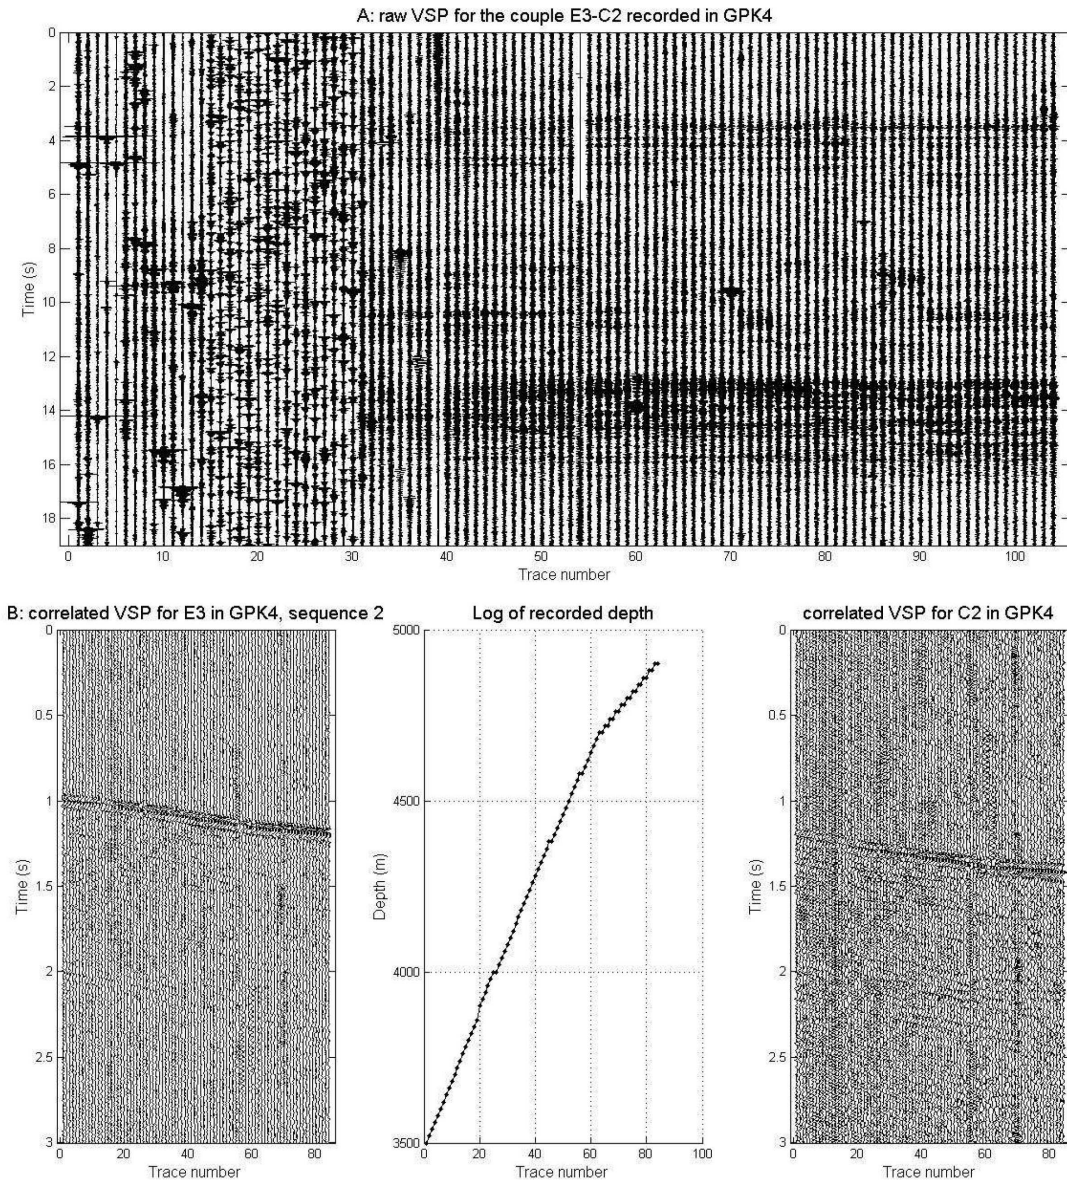 A: raw VSP for the couple E3-C2 recorded in GPK4
0
2
4
6
8
10
12
14
16
18
Time (s)
0 10 20 30 40 50 60 70 80 90 100
Trace number
B: correlated VSP for E3 in GPK4, sequence 2
0
0.5
1
1.5
2
2.5
3
Time (s)
0 20 40 60 80
Trace number
Log of recorded depth
5000
4500
4000
3500
Depth (m)
0 20 40 60 80 100
Trace number
correlated VSP for C2 in GPK4
0
0.5
1
1.5
2
2.5
3
Time (s)
0 20 40 60 80
Trace number